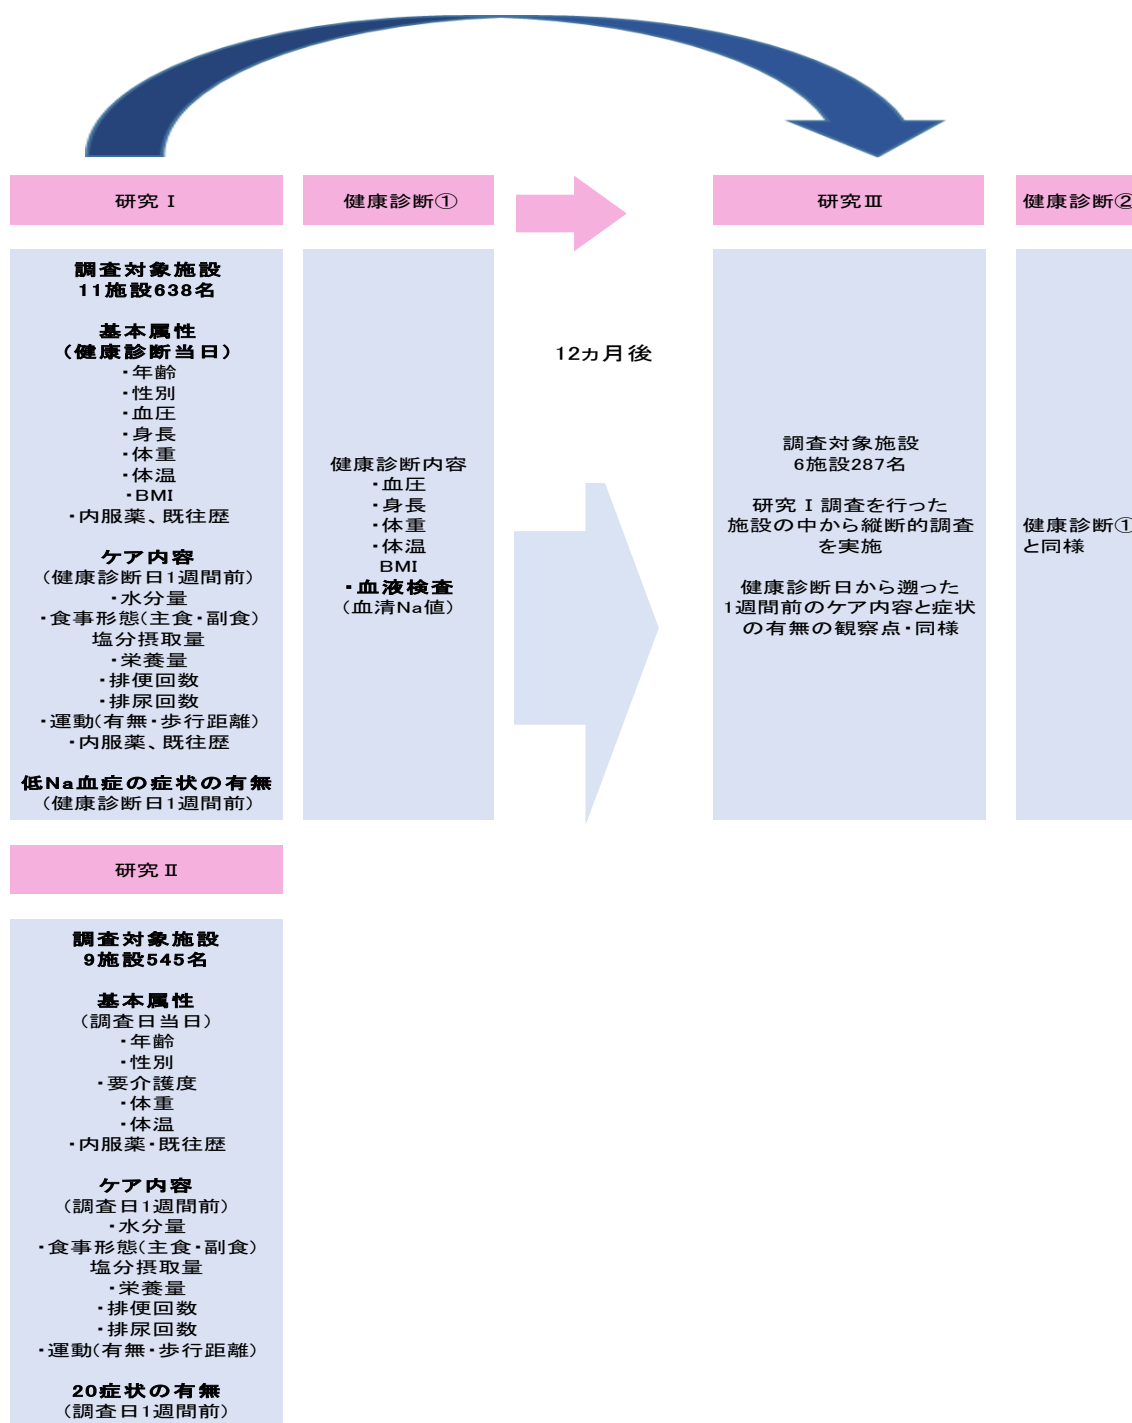 研究Ⅰ
調査対象施設
11施設638名
基本属性
(健康診断当日)
・年齢
・性別
・血圧
・身長
・体重
・体温
・BMI
・内服薬、既往歴
ケア内容
(健康診断日1週間前)
・水分量
・食事形態(主食・副食)
塩分摂取量
・栄養量
・排便回数
・排尿回数
・運動(有無・歩行距離)
・内服薬、既往歴
低Na血症の症状の有無
(健康診断日1週間前)
健康診断①
健康診断内容
・血圧
・身長
・体重
・体温
BMI
・血液検査
(血清Na値)
12ヵ月後
研究Ⅲ
調査対象施設
6施設287名
研究Ⅰ調査を行った
施設の中から縦断的調査
を実施
健康診断日から遡った
1週間前のケア内容と症状
の有無の観察点・同様
健康診断②
健康診断①
と同様
研究Ⅱ
調査対象施設
9施設545名
基本属性
(調査日当日)
・年齢
・性別
・要介護度
・体重
・体温
・内服薬・既往歴
ケア内容
(調査日1週間前)
・水分量
・食事形態(主食・副食)
塩分摂取量
・栄養量
・排便回数
・排尿回数
・運動(有無・歩行距離)
20症状の有無
(調査日1週間前)